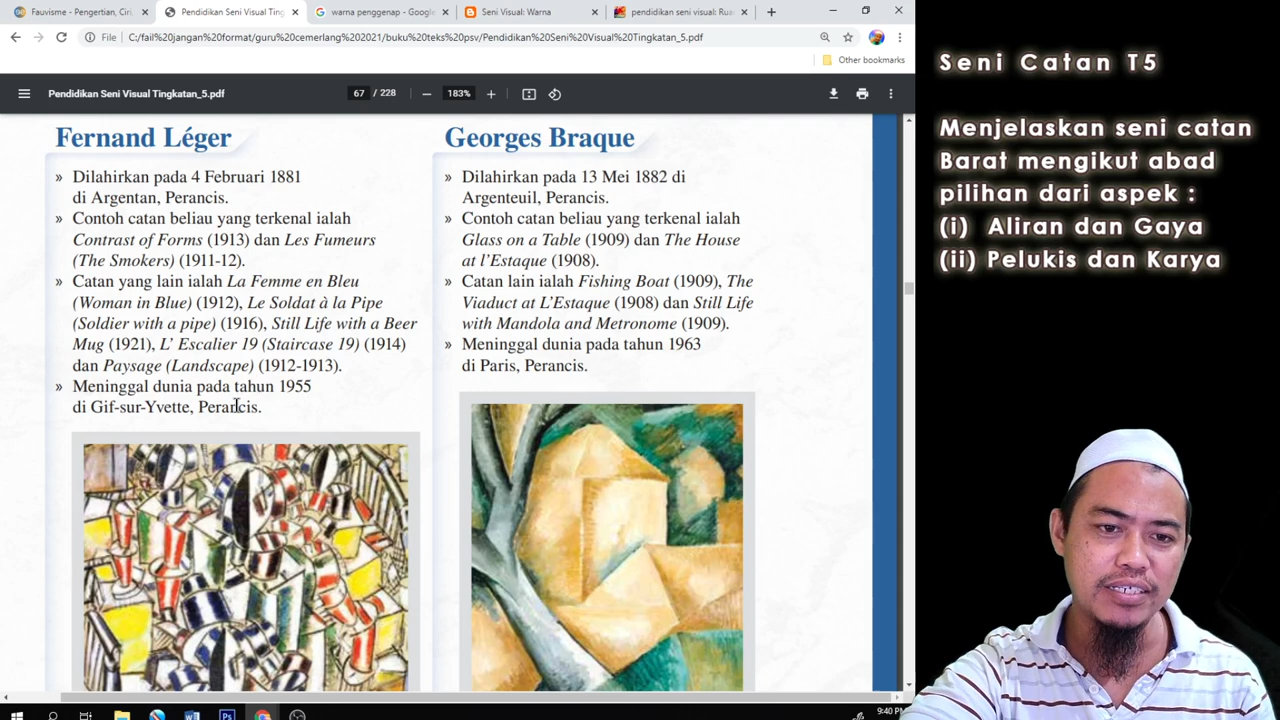 Fauvisme - Pengertian, Ciri,
Pendidikan Seni Visual Ting
warna penggenap - Google
Seni Visual: Warna
pendidikan seni visual: Rua
File
C:/fail%20jangan%20format/guru%20cemerlang%202021/buku%20teks%20psv/Pendidikan%20Seni%20Visual%20Tingkatan_5.pdf
Other bookmarks
Pendidikan Seni Visual Tingkatan_5.pdf
67 / 228
183%
Fernand Léger
» Dilahirkan pada 4 Februari 1881
di Argentan, Perancis.
» Contoh catan beliau yang terkenal ialah
Contrast of Forms (1913) dan Les Fumeurs
(The Smokers) (1911-12).
» Catan yang lain ialah La Femme en Bleu
(Woman in Blue) (1912), Le Soldat à la Pipe
(Soldier with a pipe) (1916), Still Life with a Beer
Mug (1921), L’ Escalier 19 (Staircase 19) (1914)
dan Paysage (Landscape) (1912-1913).
» Meninggal dunia pada tahun 1955
di Gif-sur-Yvette, Perancis.
Georges Braque
» Dilahirkan pada 13 Mei 1882 di
Argenteuil, Perancis.
» Contoh catan beliau yang terkenal ialah
Glass on a Table (1909) dan The House
at l’Estaque (1908).
» Catan lain ialah Fishing Boat (1909), The
Viaduct at L’Estaque (1908) dan Still Life
with Mandola and Metronome (1909).
» Meninggal dunia pada tahun 1963
di Paris, Perancis.
Seni Catan T5
Menjelaskan seni catan
Barat mengikut abad
pilihan dari aspek :
(i) Aliran dan Gaya
(ii) Pelukis dan Karya
9:40 PM